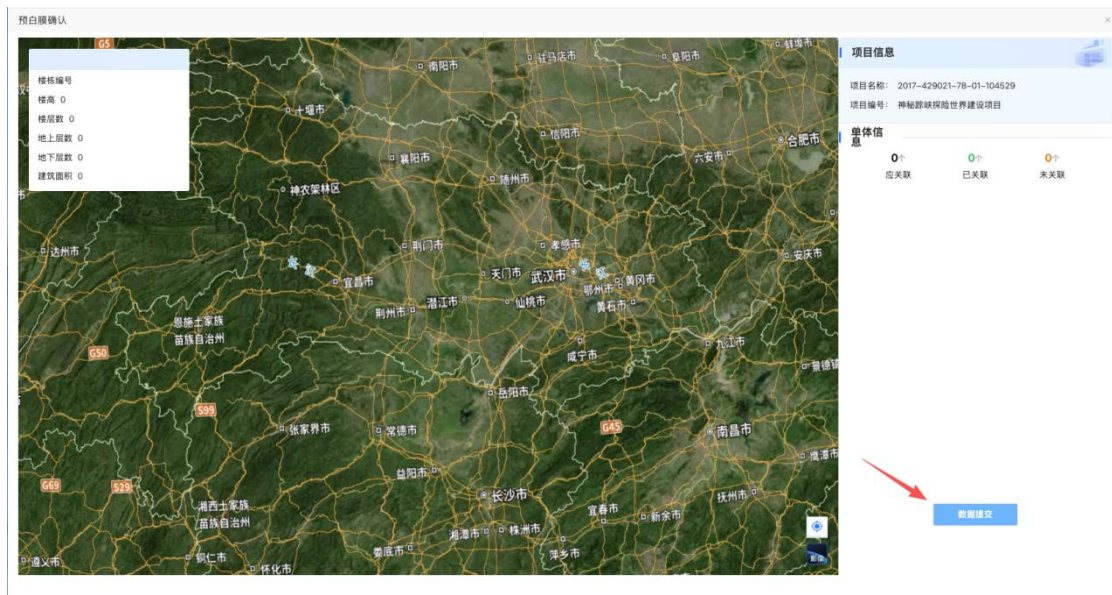 预白膜确认
×
楼栋编号
楼高 0
楼层数 0
地上层数 0
地下层数 0
建筑面积 0
项目信息
项目名称： 2017-429021-78-01-104529
项目编号： 神秘踪峡探险世界建设项目
单体信息
0个
0个
0个
应关联
已关联
未关联
数据提交
G5
驻马店市
阜阳市
蚌埠市
南阳市
十堰市
信阳市
合肥市
襄阳市
六安市
随州市
神农架林区
达州市
荆门市
孝感市
安庆市
长江
长江
宜昌市
天门市
武汉市
黄冈市
鄂州市
潜江市
仙桃市
荆州市
黄石市
恩施土家族
苗族自治州
九江市
咸宁市
G50
景德镇
岳阳市
S99
张家界市
常德市
G45
南昌市
鹰潭市
益阳市
G69
S29
长沙市
抚州市
湘西土家族
苗族自治州
宜春市
新余市
湘潭市
株洲市
娄底市
萍乡市
铜仁市
遵义市
怀化市
影像